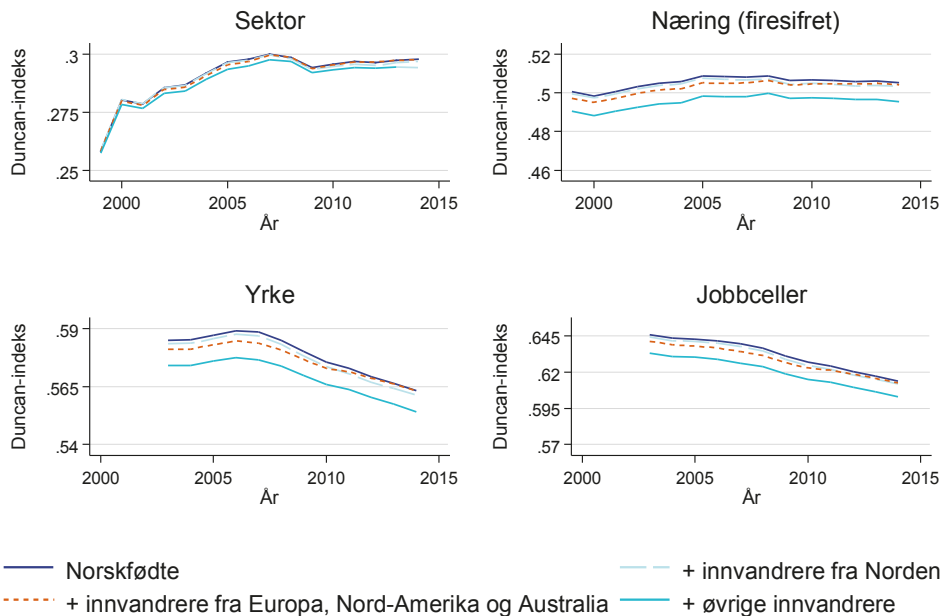 Sektor
Duncan-indeks
.3
.275
.25
2000 2005 2010 2015
År
Næring (firesifret)
Duncan-indeks
.52
.5
.48
.46
2000 2005 2010 2015
År
Yrke
Duncan-indeks
.59
.565
.54
2000 2005 2010 2015
År
Jobbceller
Duncan-indeks
.645
.62
.595
.57
2000 2005 2010 2015
År
Norskfødte
+ innvandrere fra Norden
+ innvandrere fra Europa, Nord-Amerika og Australia
+ øvrige innvandrere